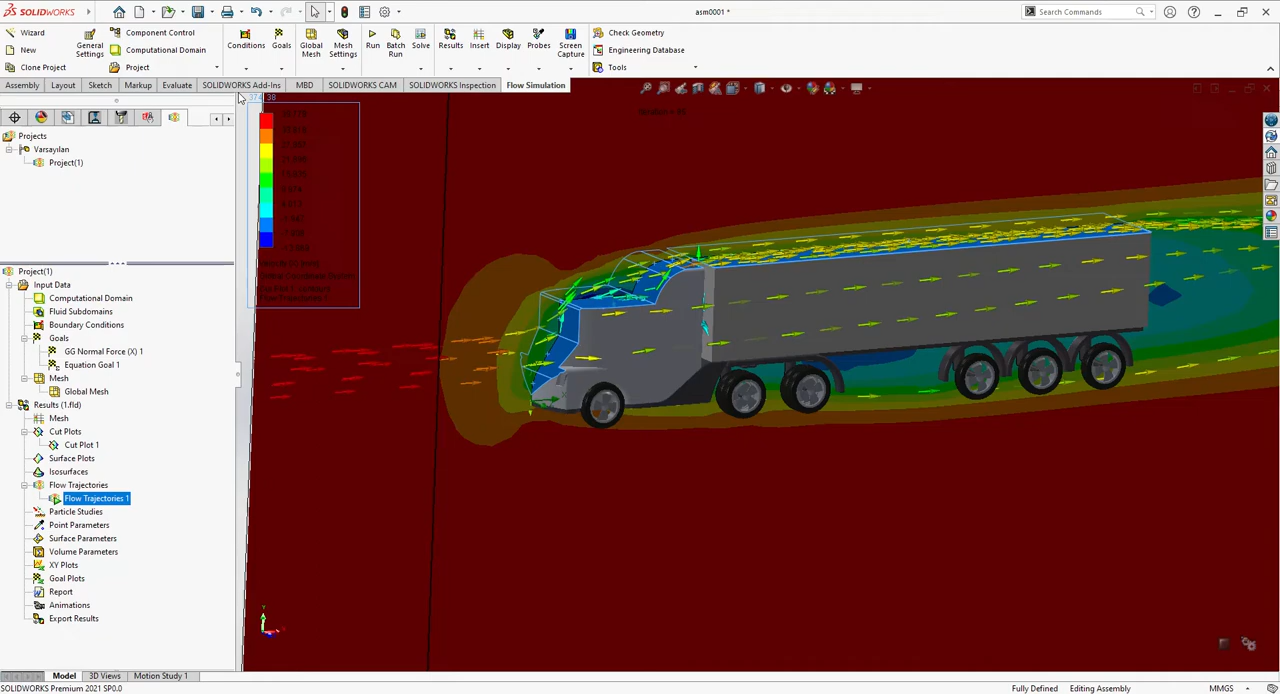 SOLIDWORKS
asm0001 *
Search Commands
Wizard
New
Clone Project
General Settings
Component Control
Computational Domain
Project
Conditions
Goals
Global Mesh
Mesh Settings
Run
Batch Run
Solve
Results
Insert
Display
Probes
Screen Capture
Check Geometry
Engineering Database
Tools
Assembly
Layout
Sketch
Markup
Evaluate
SOLIDWORKS Add-Ins
MBD
SOLIDWORKS CAM
SOLIDWORKS Inspection
Flow Simulation
Projects
Varsayılan
Project(1)
Project(1)
Input Data
Computational Domain
Fluid Subdomains
Boundary Conditions
Goals
GG Normal Force (X) 1
Equation Goal 1
Mesh
Global Mesh
Results (1.fld)
Mesh
Cut Plots
Cut Plot 1
Surface Plots
Isosurfaces
Flow Trajectories
Flow Trajectories 1
Particle Studies
Point Parameters
Surface Parameters
Volume Parameters
XY Plots
Goal Plots
Report
Animations
Export Results
Flow Trajectories 1
Y
Model
3D Views
Motion Study 1
SOLIDWORKS Premium 2021 SP0.0
Fully Defined
Editing Assembly
MMGS